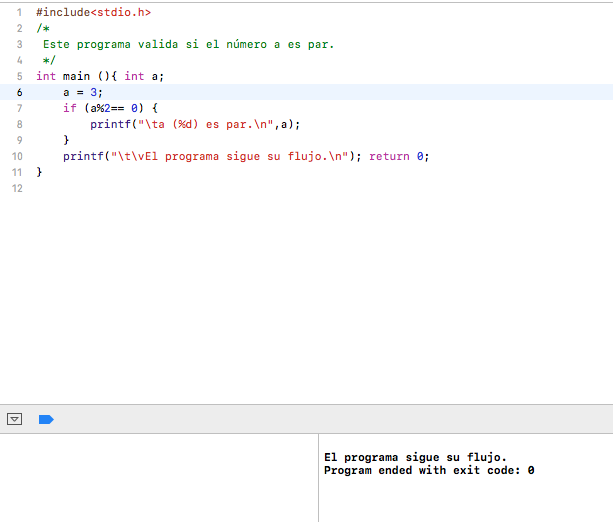 1 #include<stdio.h>
2 /*
3  Este programa valida si el número a es par.
4  */
5 int main (){ int a;
6     a = 3;
7     if (a%2== 0) {
8         printf("\ta (%d) es par.\n",a);
9     }
10     printf("\t\vEl programa sigue su flujo.\n"); return 0;
11 }
12
El programa sigue su flujo.
Program ended with exit code: 0